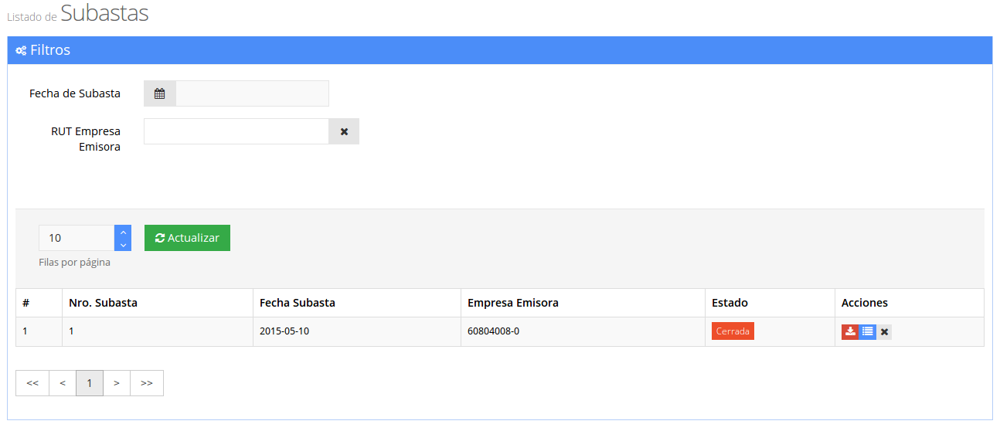 Listado de Subastas
Filtros
Fecha de Subasta
RUT Empresa
Emisora
10
Actualizar
Filas por página
# Nro. Subasta Fecha Subasta Empresa Emisora Estado Acciones
1 1 2015-05-10 60804008-0 Cerrada
<< < 1 > >>